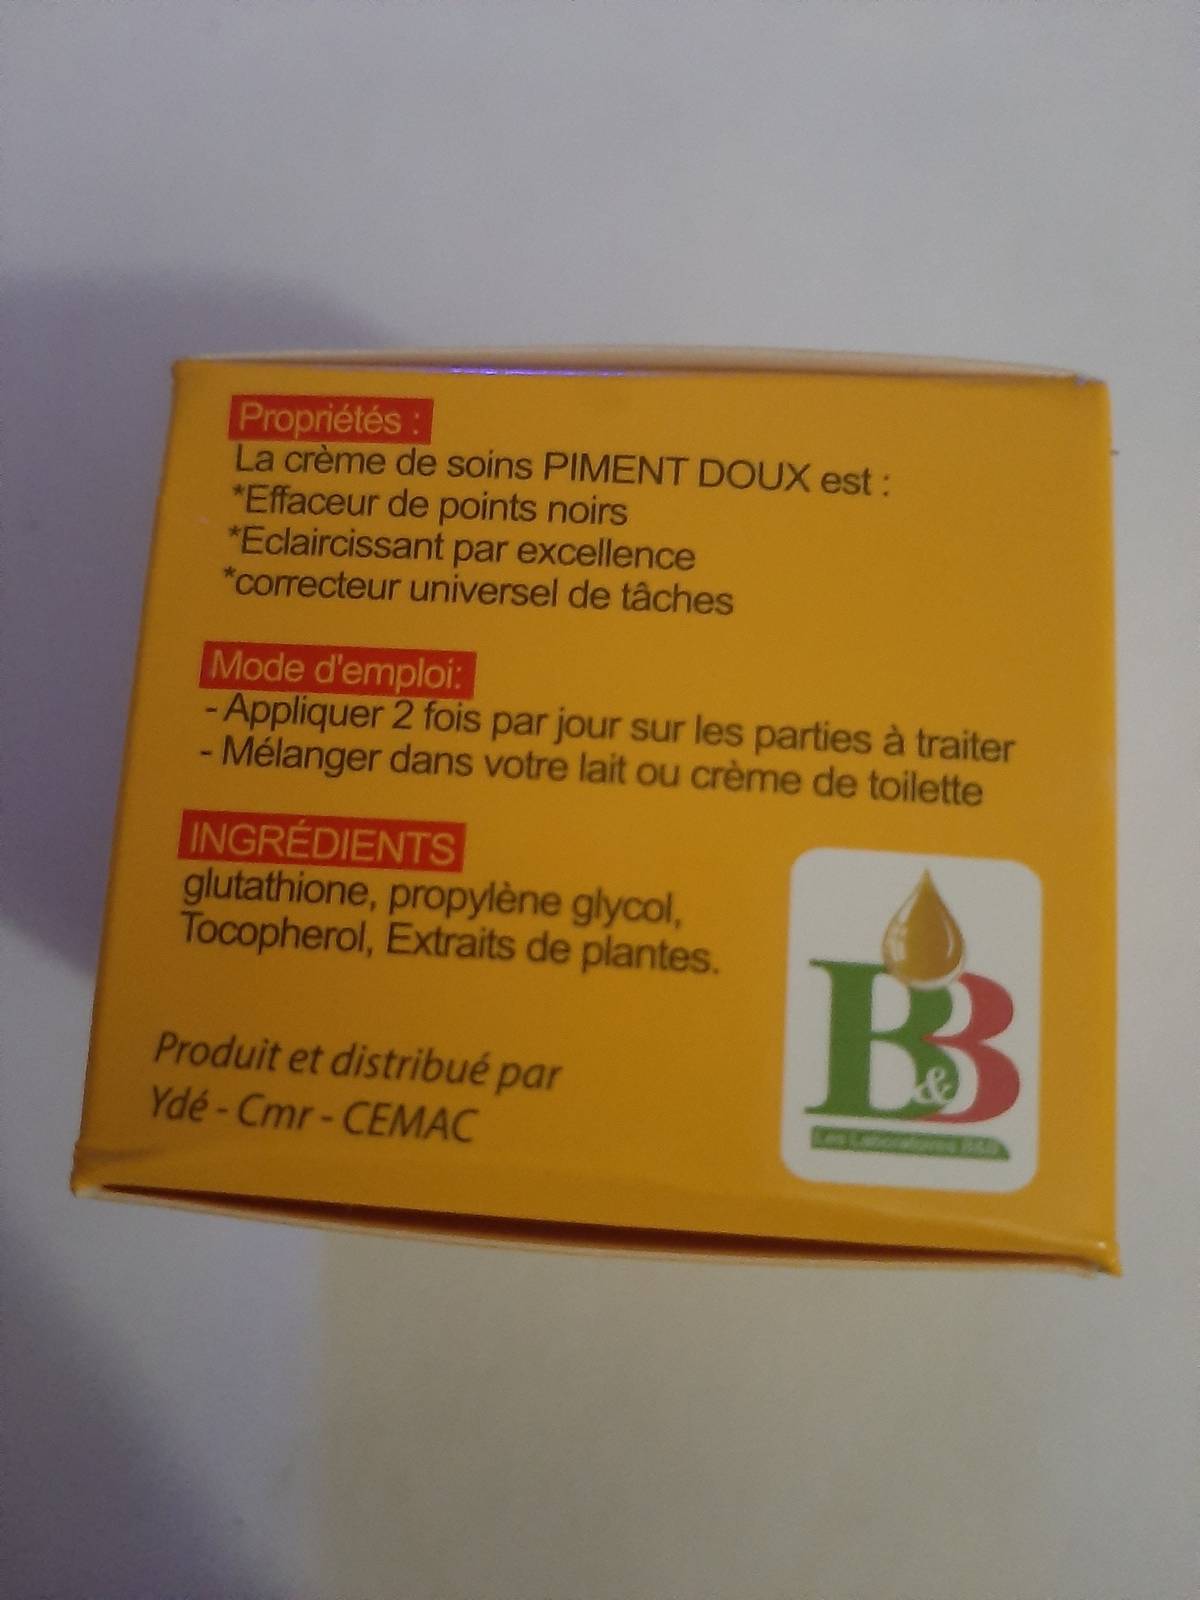 Propriétés :
La crème de soins PIMENT DOUX est :
*Effaceur de points noirs
*Eclaircissant par excellence
*correcteur universel de tâches
Mode d'emploi:
- Appliquer 2 fois par jour sur les parties à traiter
- Mélanger dans votre lait ou crème de toilette
INGRÉDIENTS
glutathione, propylène glycol,
Tocopherol, Extraits de plantes.
Produit et distribué par
Ydé - Cmr - CEMAC
B&B
Les Laboratoires B&B